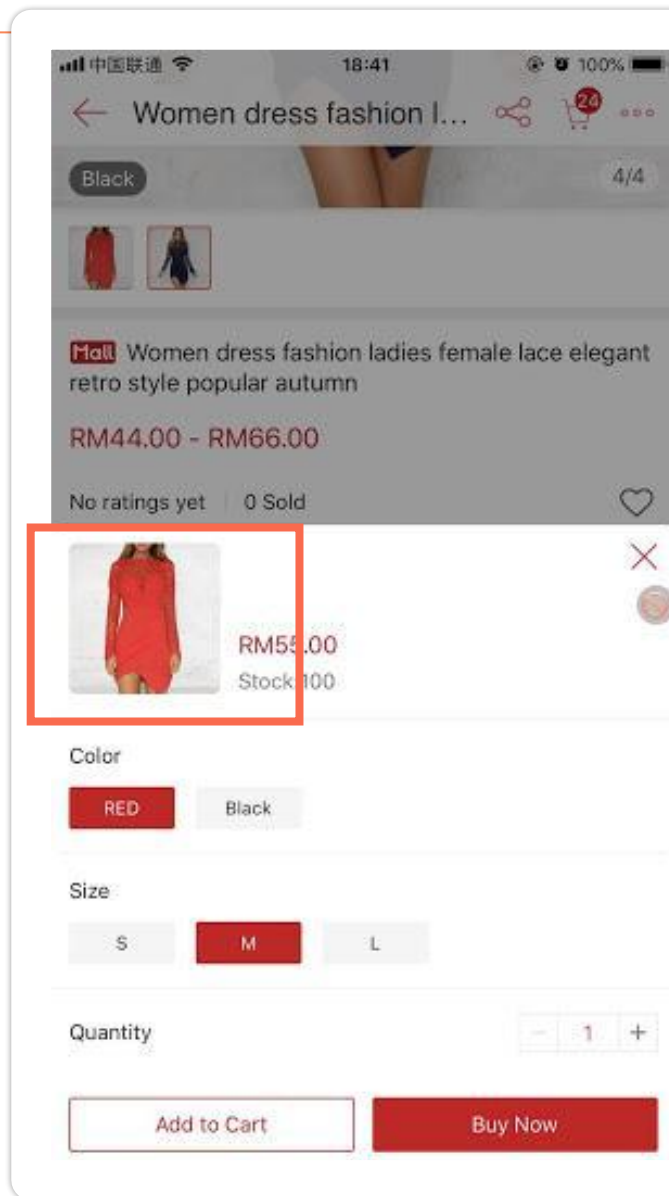 中国联通 18:41 100%
Women dress fashion l... 24
Black 4/4
Mall Women dress fashion ladies female lace elegant
retro style popular autumn
RM44.00 - RM66.00
No ratings yet 0 Sold
RM55.00
Stock:100
Color
RED Black
Size
S M L
Quantity - 1 +
Add to Cart Buy Now